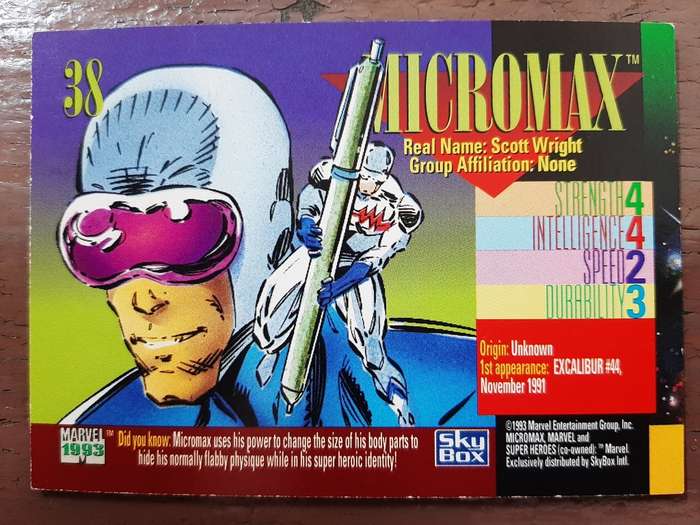 38
MICROMAX™
Real Name: Scott Wright
Group Affiliation: None
STRENGTH 4
INTELLIGENCE 4
SPEED 2
DURABILITY 3
Origin: Unknown
1st appearance: EXCALIBUR #44,
November 1991
MARVEL™
1993
Did you know: Micromax uses his power to change the size of his body parts to
hide his normally flabby physique while in his super heroic identity!
SKY
BOX
©1993 Marvel Entertainment Group, Inc.
MICROMAX, MARVEL and
SUPER HEROES (co-owned): ™ Marvel.
Exclusively distributed by SkyBox Intl.